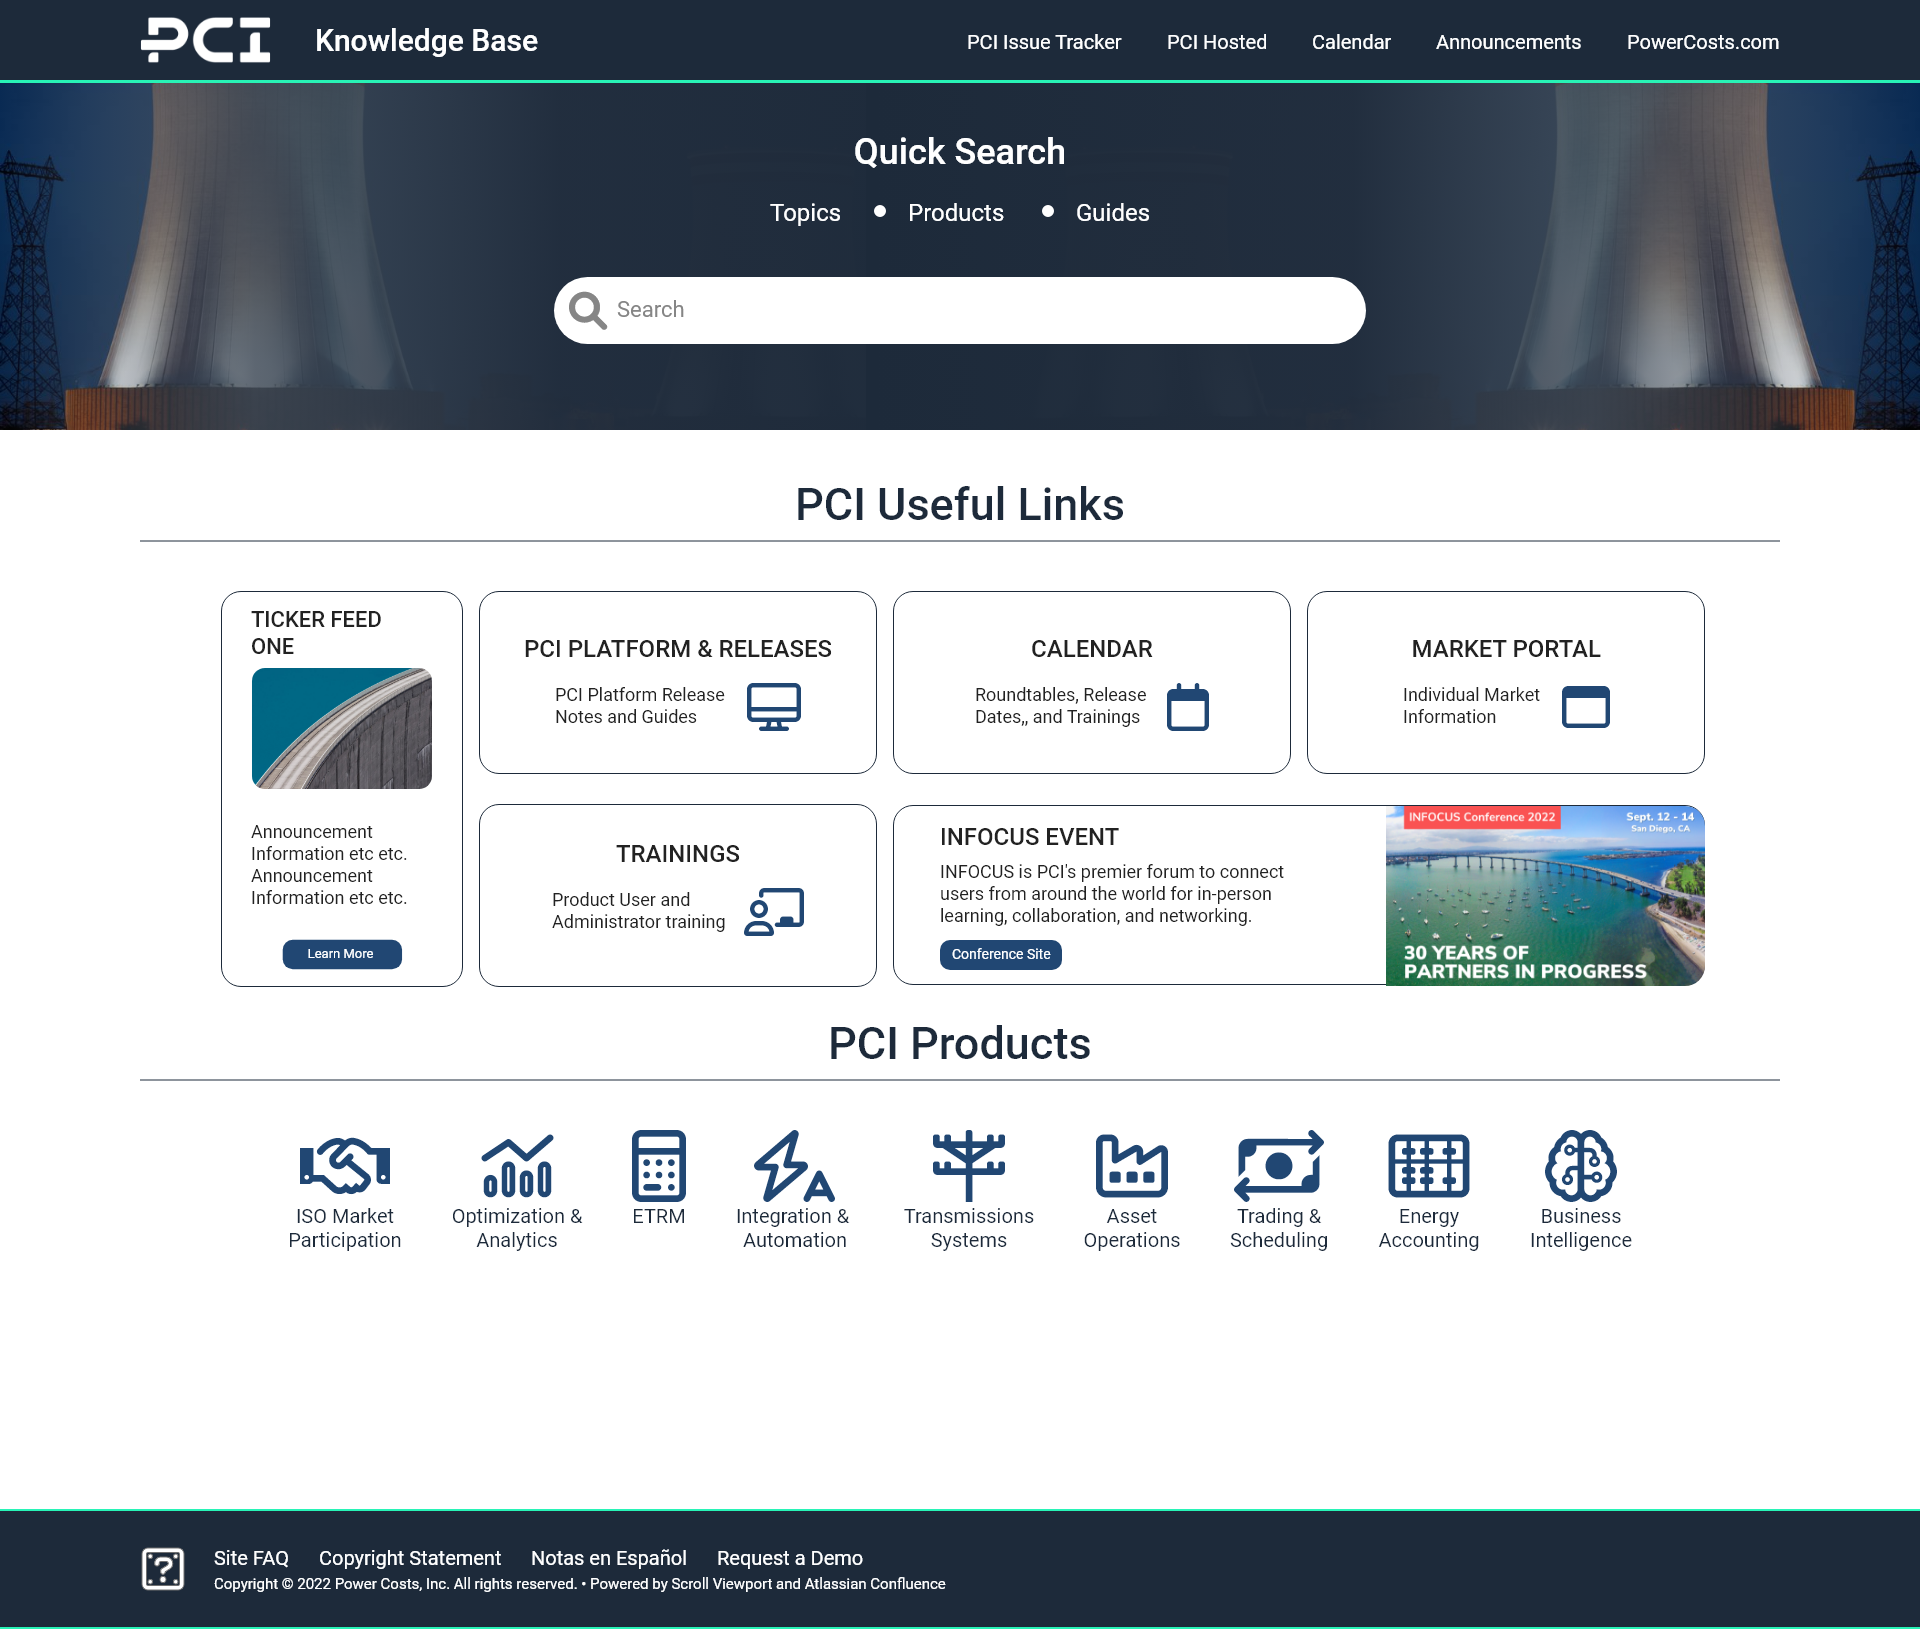 PCI
Knowledge Base
PCI Issue Tracker
PCI Hosted
Calendar
Announcements
PowerCosts.com
Quick Search
Topics • Products • Guides
Search
PCI Useful Links
TICKER FEED
ONE
Announcement
Information etc etc.
Announcement
Information etc etc.
Learn More
PCI PLATFORM & RELEASES
PCI Platform Release
Notes and Guides
CALENDAR
Roundtables, Release
Dates,, and Trainings
MARKET PORTAL
Individual Market
Information
TRAININGS
Product User and
Administrator training
INFOCUS EVENT
INFOCUS is PCI's premier forum to connect
users from around the world for in-person
learning, collaboration, and networking.
Conference Site
INFOCUS Conference 2022
Sept. 12 - 14
San Diego, CA
30 YEARS OF
PARTNERS IN PROGRESS
PCI Products
ISO Market
Participation
Optimization &
Analytics
ETRM
A
Integration &
Automation
Transmissions
Systems
Asset
Operations
Trading &
Scheduling
Energy
Accounting
Business
Intelligence
?
Site FAQ
Copyright Statement
Notas en Español
Request a Demo
Copyright © 2022 Power Costs, Inc. All rights reserved. • Powered by Scroll Viewport and Atlassian Confluence